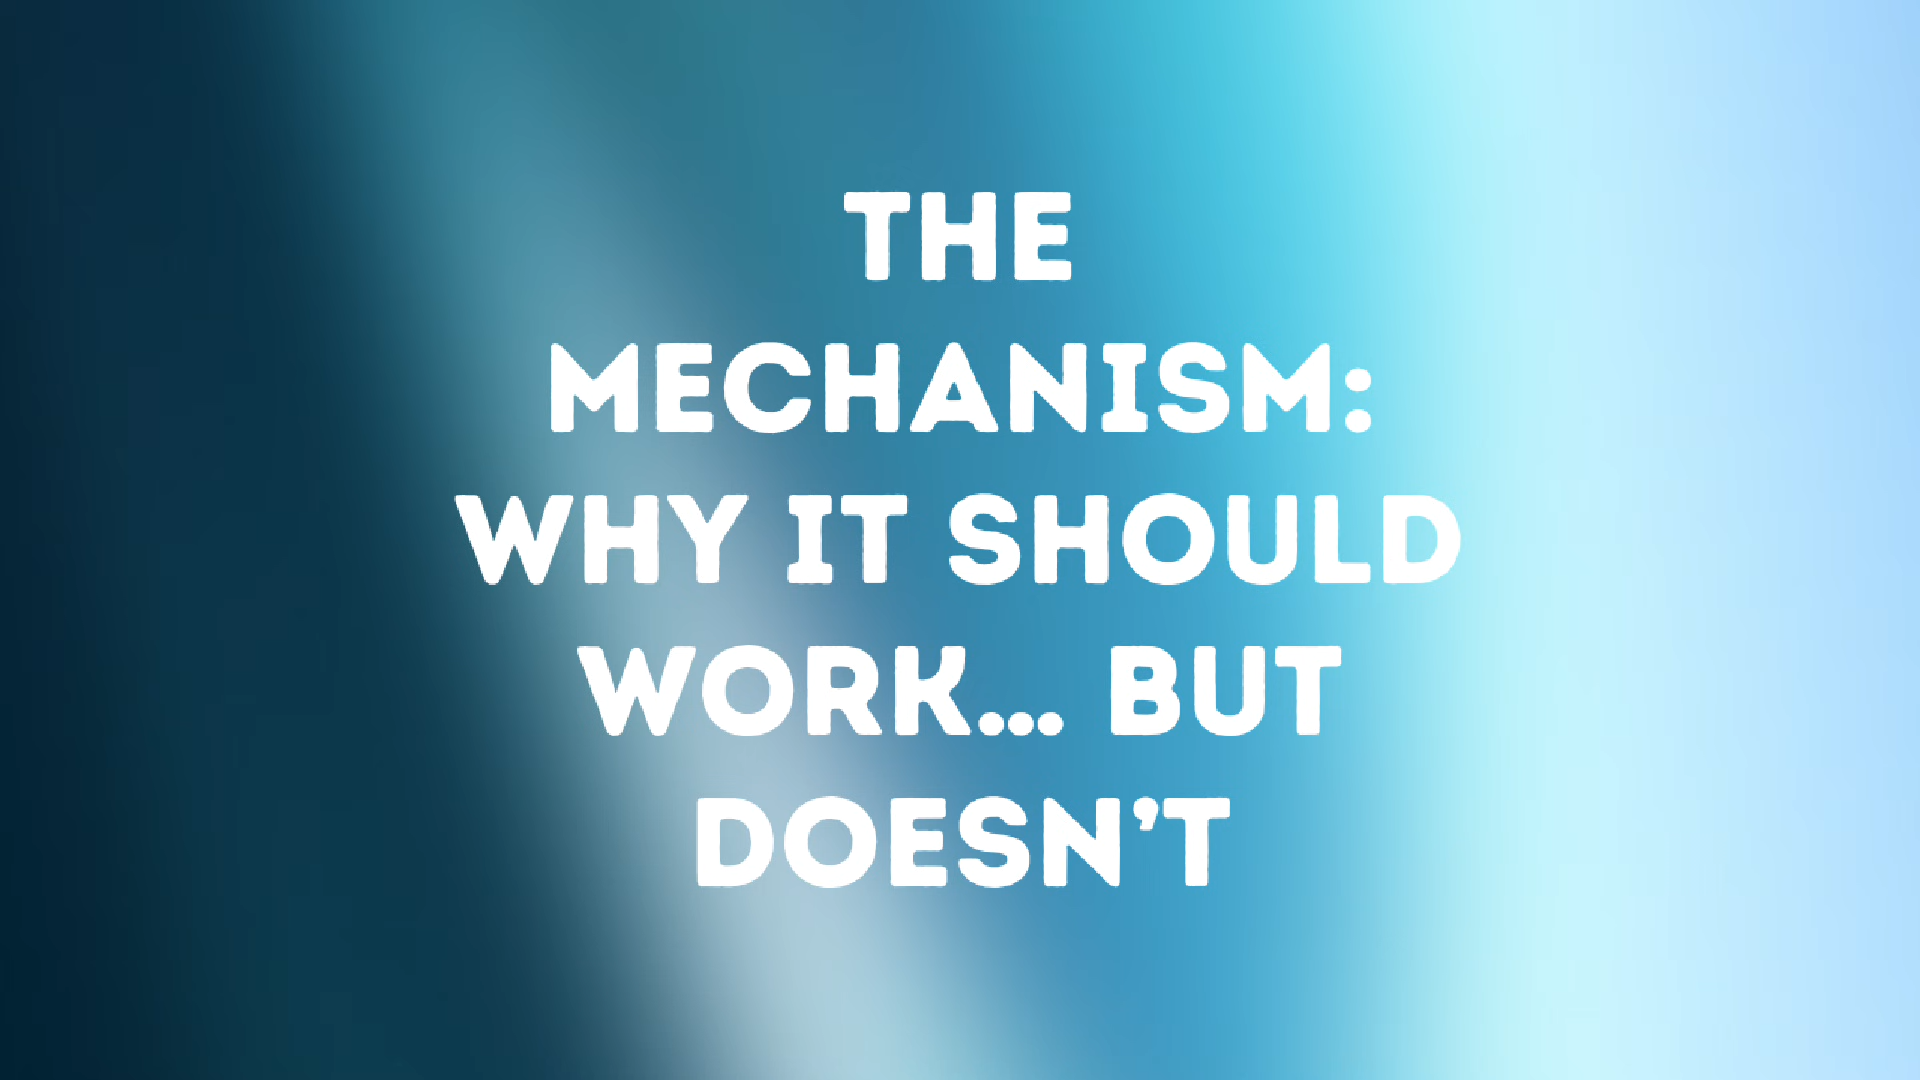 THE
MECHANISM:
WHY IT SHOULD
WORK... BUT
DOESN’T